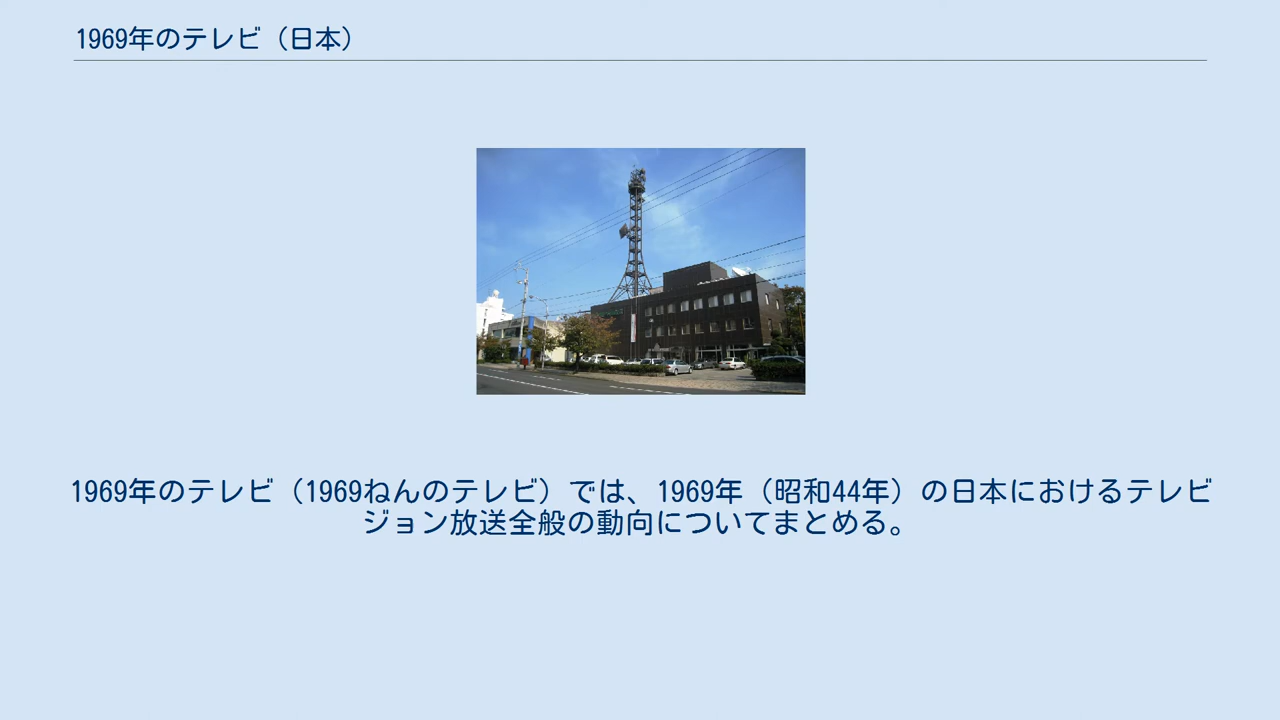 1969年のテレビ（日本）
1969年のテレビ（1969ねんのテレビ）では、1969年（昭和44年）の日本におけるテレビ
ジョン放送全般の動向についてまとめる。